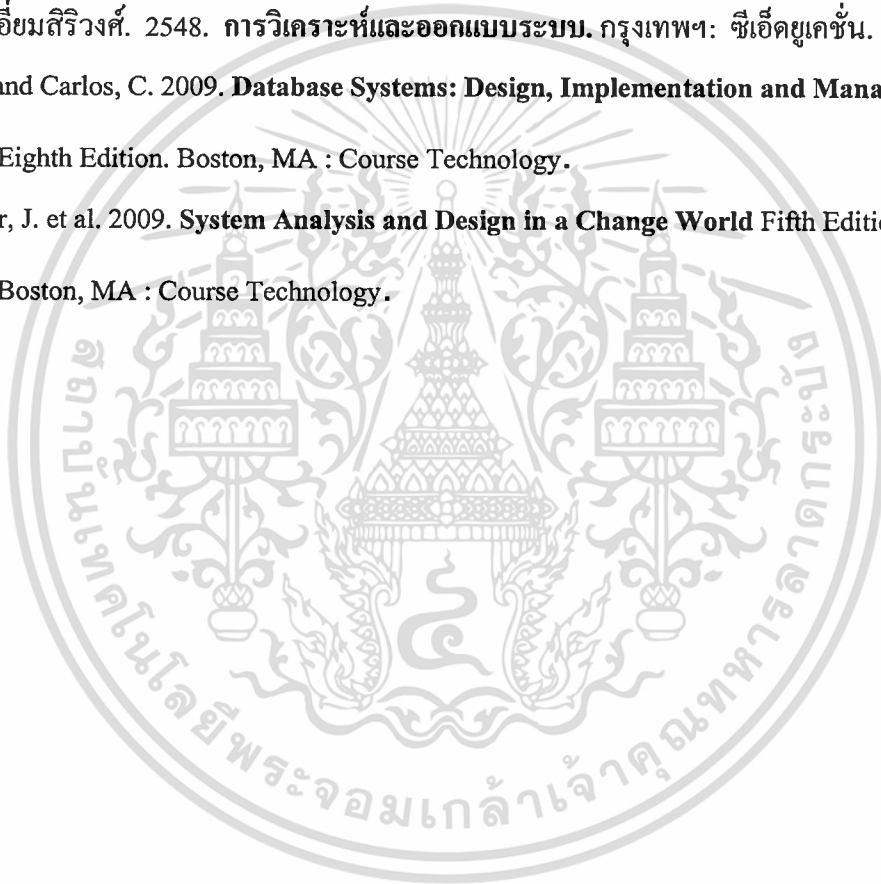 อี่ยมสิริวงศ์. 2548. การวิเคราะห์และออกแบบระบบ. กรุงเทพฯ: ซีเอ็ดยูเคชั่น.
and Carlos, C. 2009. Database Systems: Design, Implementation and Mana
Eighth Edition. Boston, MA : Course Technology.
r, J. et al. 2009. System Analysis and Design in a Change World Fifth Editio
Boston, MA : Course Technology.
สถาบันเทคโนโลยีพระจอมเกล้าเจ้าคุณทหารลาดกระบัง